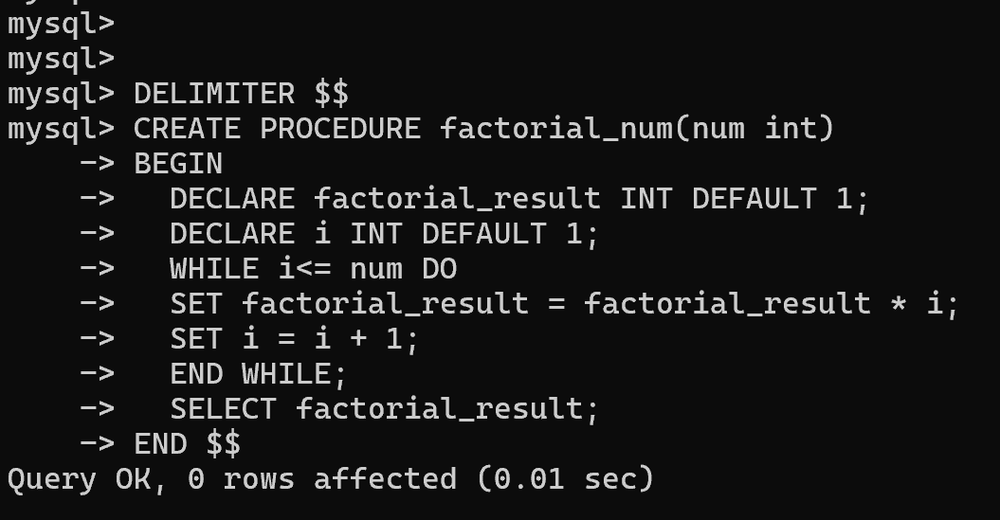 mysql>
mysql>
mysql> DELIMITER $$
mysql> CREATE PROCEDURE factorial_num(num int)
    -> BEGIN
    ->   DECLARE factorial_result INT DEFAULT 1;
    ->   DECLARE i INT DEFAULT 1;
    ->   WHILE i<= num DO
    ->   SET factorial_result = factorial_result * i;
    ->   SET i = i + 1;
    ->   END WHILE;
    ->   SELECT factorial_result;
    -> END $$
Query OK, 0 rows affected (0.01 sec)